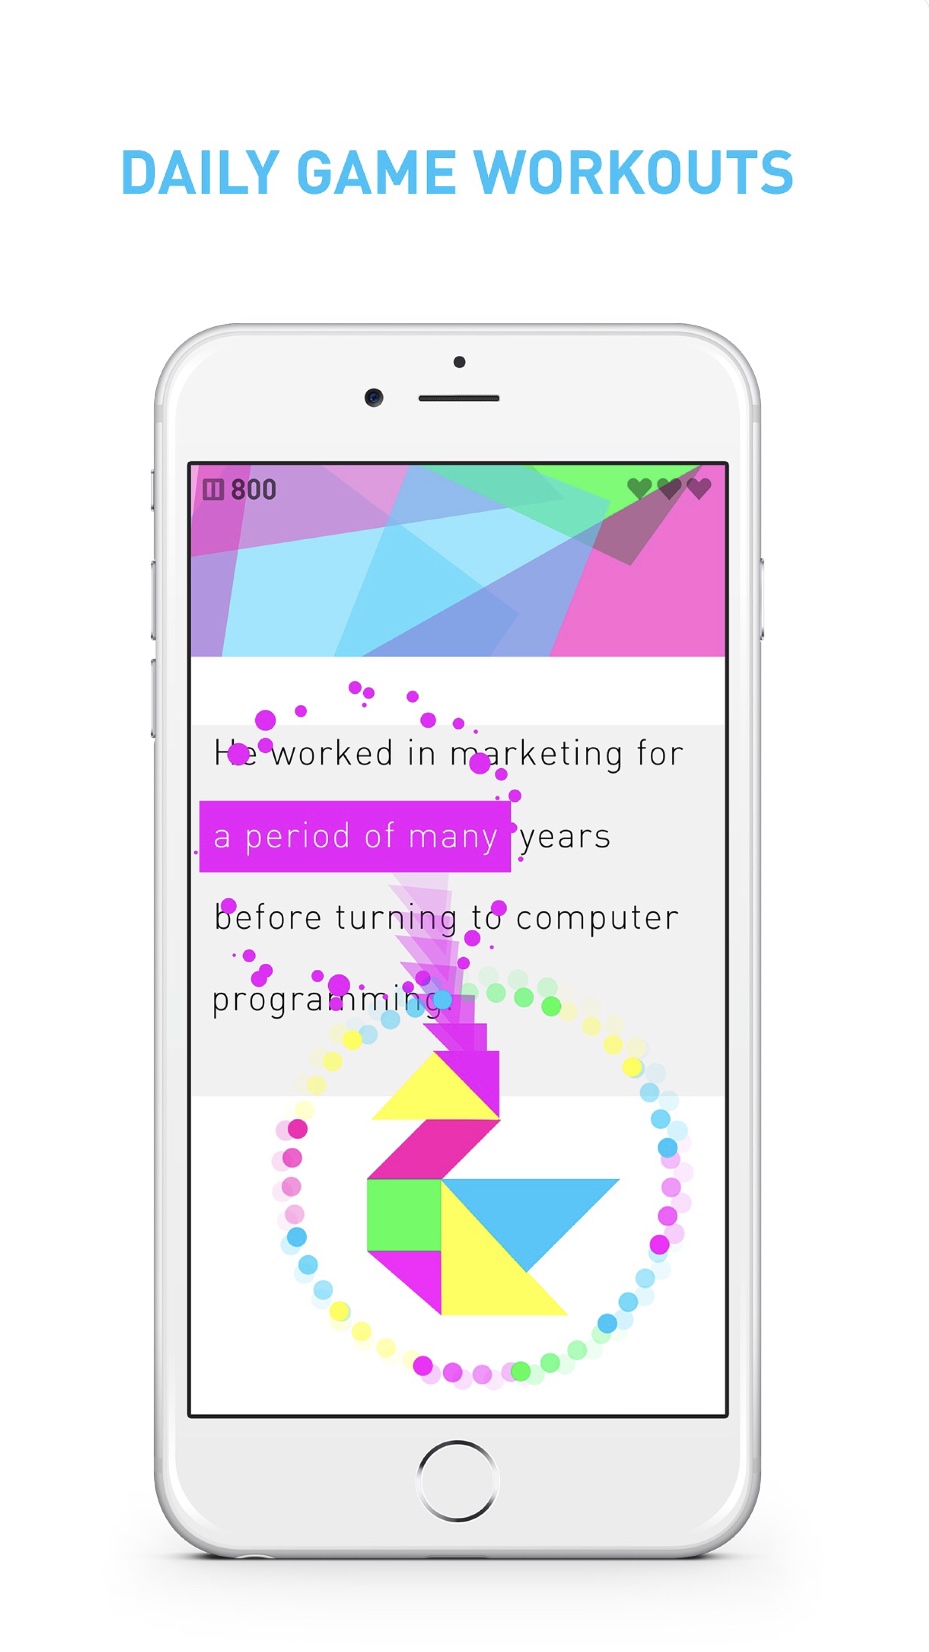 DAILY GAME WORKOUTS
800
He worked in marketing for
a period of many years
before turning to computer
programming.